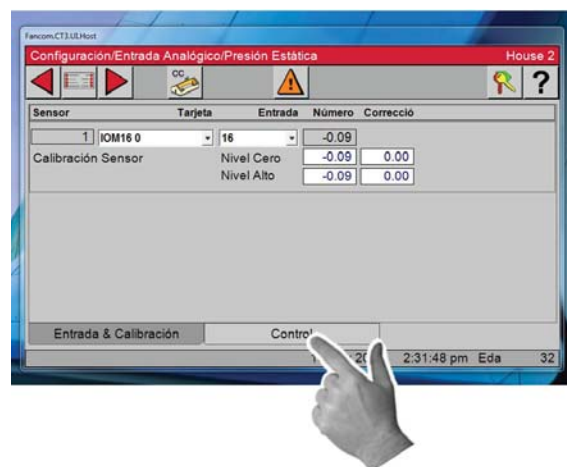 Fancom.CT3.ULHost
Configuración/Entrada Analógico/Presión Estática House 2
CC
?
Sensor Tarjeta Entrada Número Correcció
1 IOM16 0 16 -0.09
Calibración Sensor Nivel Cero -0.09 0.00
Nivel Alto -0.09 0.00
Entrada & Calibración Control
2:31:48 pm Eda 32